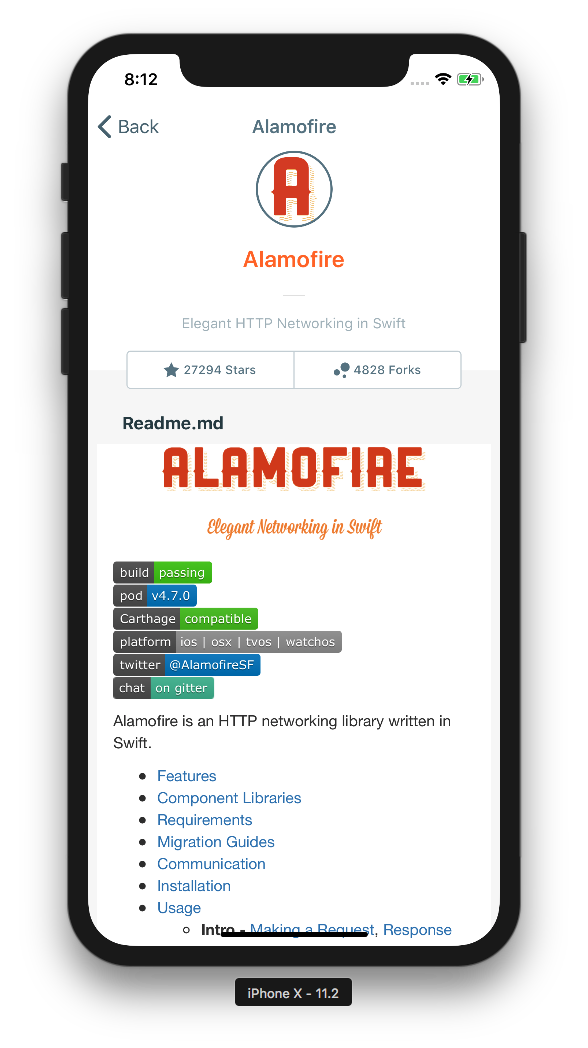 8:12
Back
Alamofire
A
Alamofire
Elegant HTTP Networking in Swift
27294 Stars
4828 Forks
Readme.md
ALAMOFIRE
Elegant Networking in Swift
build passing
pod v4.7.0
Carthage compatible
platform ios | osx | tvos | watchos
twitter @AlamofireSF
chat on gitter
Alamofire is an HTTP networking library written in
Swift.
Features
Component Libraries
Requirements
Migration Guides
Communication
Installation
Usage
Intro - Making a Request, Response
iPhone X - 11.2